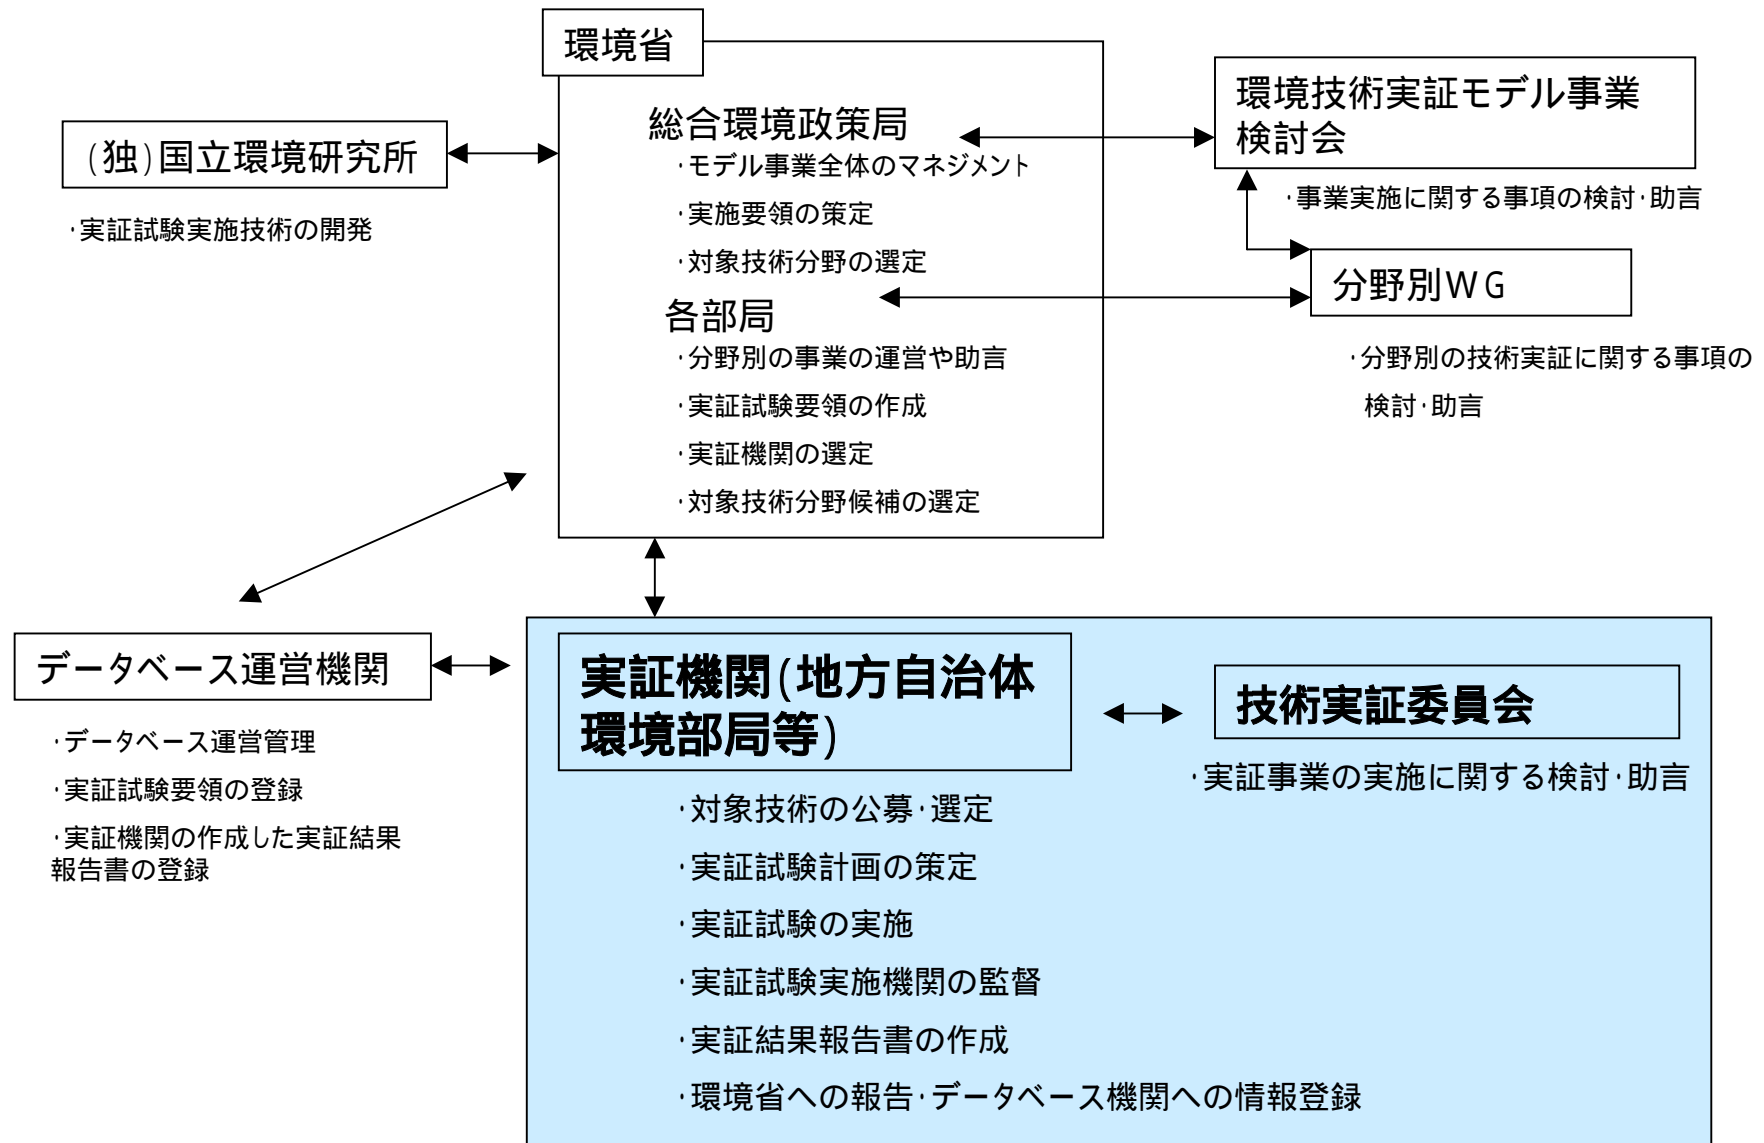 環境省
総合環境政策局
・モデル事業全体のマネジメント
・実施要領の策定
・対象技術分野の選定
各部局
・分野別の事業の運営や助言
・実証試験要領の作成
・実証機関の選定
・対象技術分野候補の選定
(独)国立環境研究所
・実証試験実施技術の開発
環境技術実証モデル事業
検討会
・事業実施に関する事項の検討・助言
分野別WG
・分野別の技術実証に関する事項の
検討・助言
データベース運営機関
・データベース運営管理
・実証試験要領の登録
・実証機関の作成した実証結果
報告書の登録
実証機関(地方自治体
環境部局等)
・対象技術の公募・選定
・実証試験計画の策定
・実証試験の実施
・実証試験実施機関の監督
・実証結果報告書の作成
・環境省への報告・データベース機関への情報登録
技術実証委員会
・実証事業の実施に関する検討・助言